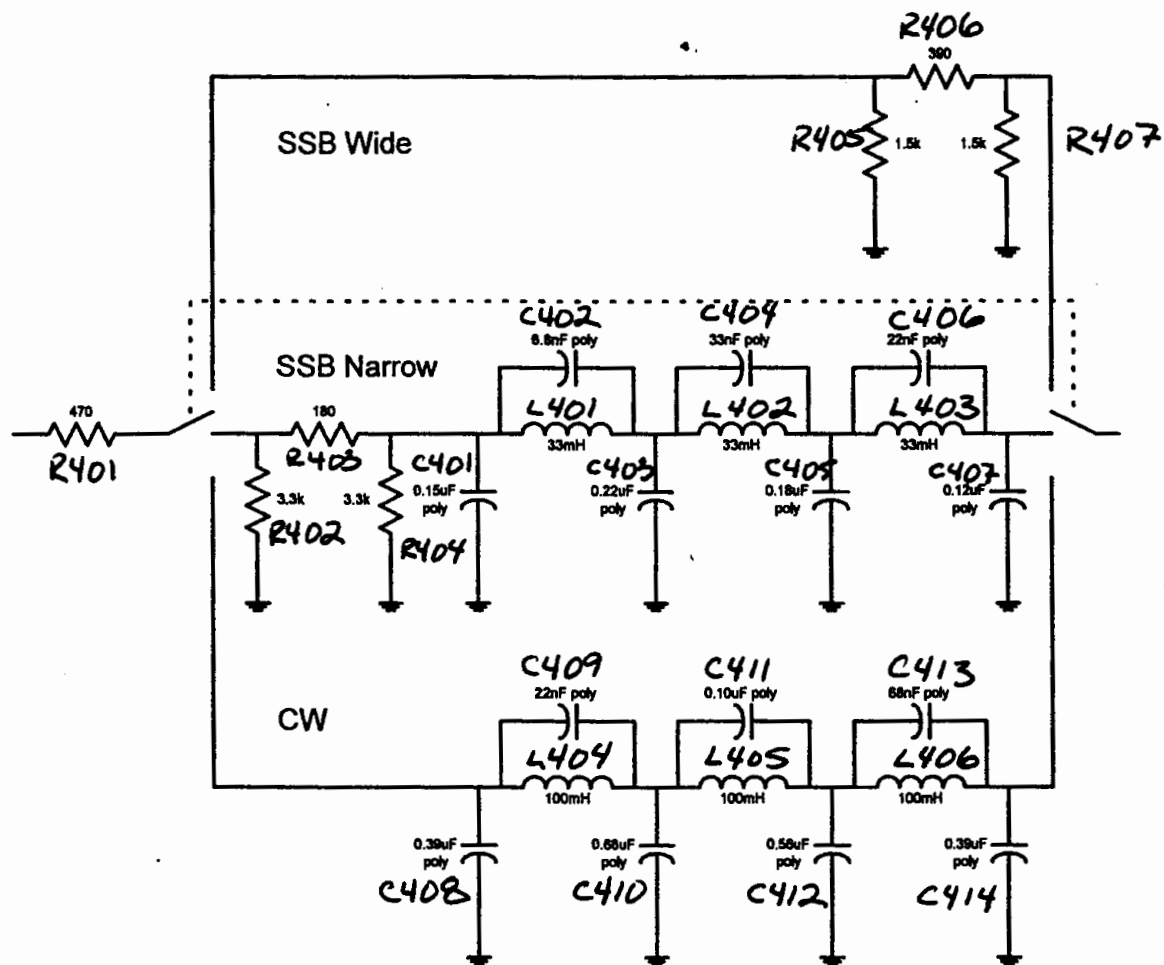 R406
390
SSB Wide
R405
1.5k
1.5k
R407
C402
6.8nF poly
C404
33nF poly
C406
22nF poly
SSB Narrow
470
R401
180
R403
L401
33mH
L402
33mH
L403
33mH
3.3k
R402
3.3k
R404
C401
0.15uF
poly
C403
0.22uF
poly
C405
0.18uF
poly
C407
0.12uF
poly
C409
22nF poly
C411
0.10uF poly
C413
68nF poly
CW
L404
100mH
L405
100mH
L406
100mH
0.39uF
poly
C408
0.68uF
poly
C410
0.56uF
poly
C412
0.39uF
poly
C414